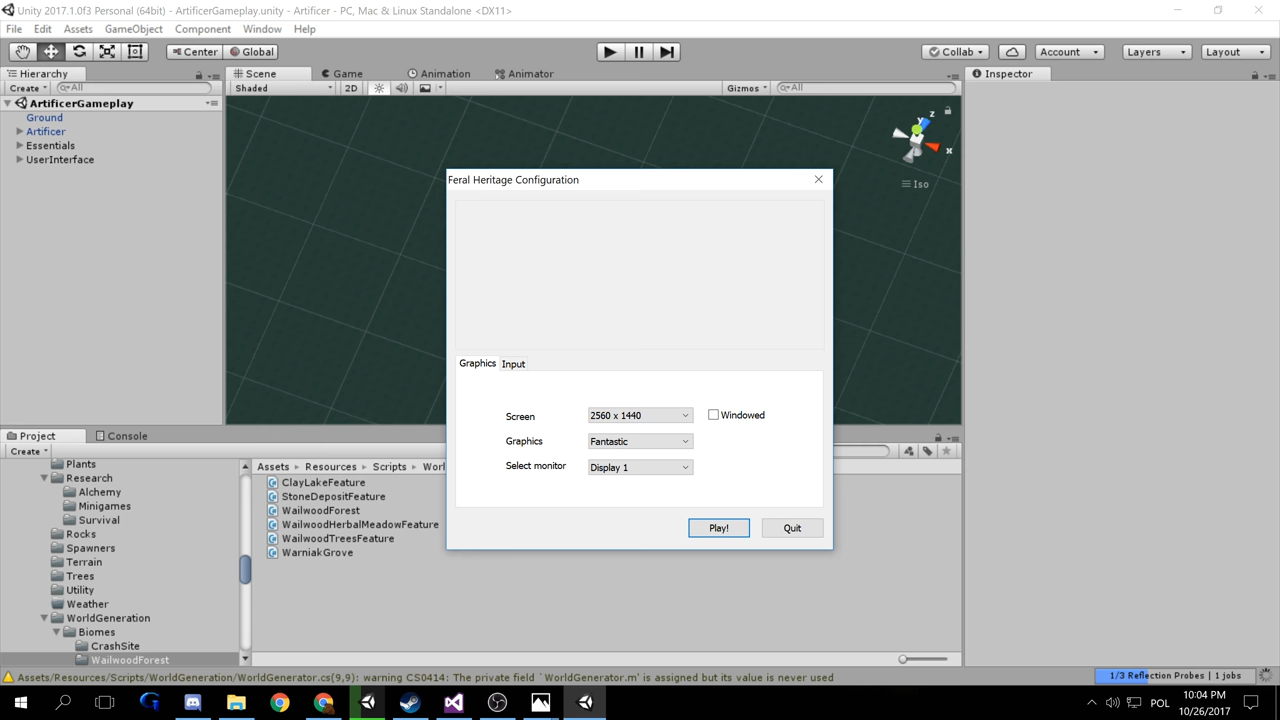 Unity 2017.1.0f3 Personal (64bit) - ArtificerGameplay.unity - Artificer - PC, Mac & Linux Standalone <DX11>
File Edit Assets GameObject Component Window Help
Center Global Collab Account Layers Layout
Hierarchy Scene Game Animation Animator Inspector
Create All Shaded 2D Gizmos All
ArtificerGameplay
Ground
Artificer
Essentials
UserInterface
y z x
Iso
Feral Heritage Configuration
Graphics Input
Screen 2560 x 1440 Windowed
Graphics Fantastic
Select monitor Display 1
Play! Quit
Project Console
Create
Assets Resources Scripts Worl
Plants
Research
Alchemy
Minigames
Survival
Rocks
Spawners
Terrain
Trees
Utility
Weather
WorldGeneration
Biomes
CrashSite
WailwoodForest
ClayLakeFeature
StoneDepositFeature
WailwoodForest
WailwoodHerbalMeadowFeature
WailwoodTreesFeature
WarniakGrove
Assets/Resources/Scripts/WorldGeneration/WorldGenerator.cs(9,9): warning CS0414: The private field `WorldGenerator.m' is assigned but its value is never used
1/3 Reflection Probes | 1 jobs
POL
10:04 PM
10/26/2017